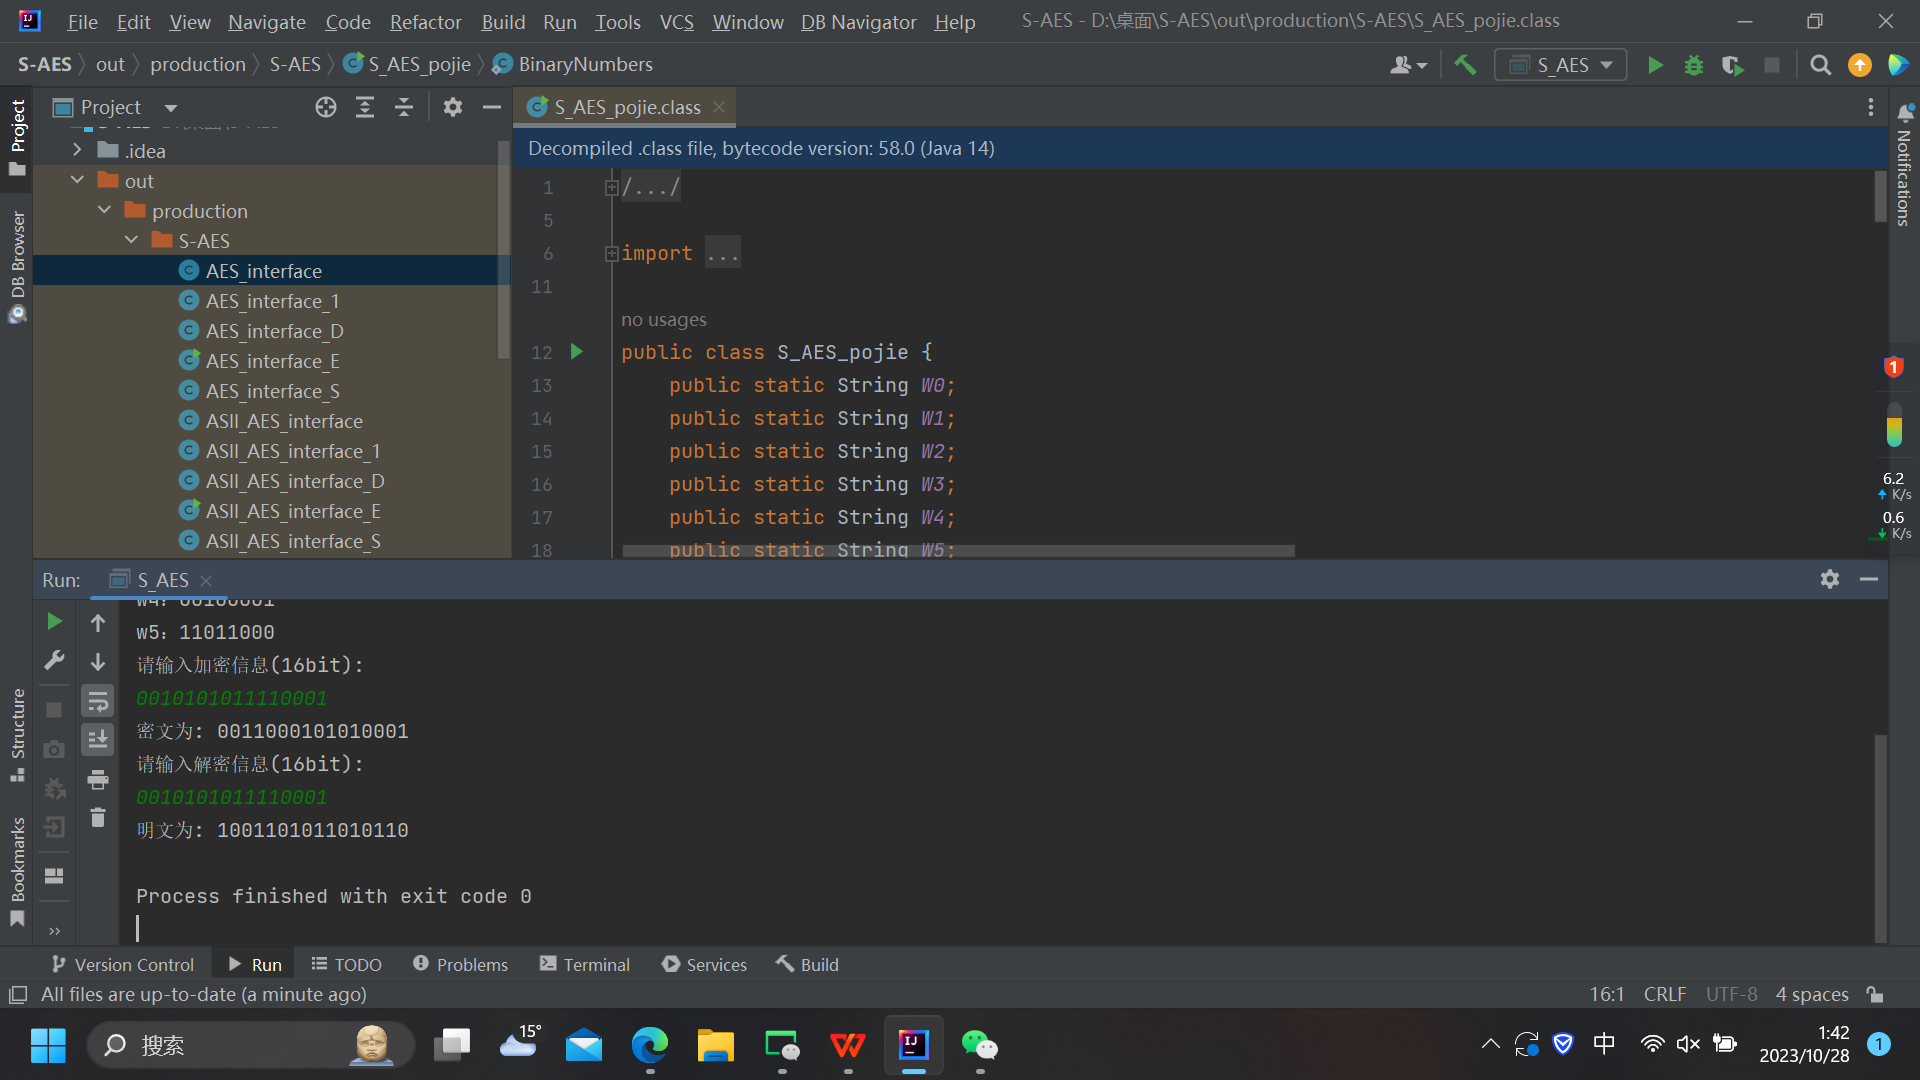 File Edit View Navigate Code Refactor Build Run Tools VCS Window DB Navigator Help S-AES - D:\桌面\S-AES\out\production\S-AES\S_AES_pojie.class
S-AES out production S-AES S_AES_pojie BinaryNumbers
S_AES
Project
S_AES_pojie.class
Decompiled .class file, bytecode version: 58.0 (Java 14)
.idea
out
production
S-AES
AES_interface
AES_interface_1
AES_interface_D
AES_interface_E
AES_interface_S
ASII_AES_interface
ASII_AES_interface_1
ASII_AES_interface_D
ASII_AES_interface_E
ASII_AES_interface_S
1 /.../
5
6 import ...
11
no usages
12 public class S_AES_pojie {
13 public static String W0;
14 public static String W1;
15 public static String W2;
16 public static String W3;
17 public static String W4;
18 public static String W5;
Project
DB Browser
Structure
Bookmarks
Notifications
1
6.2
K/s
0.6
K/s
Run: S_AES
w4: 00100001
w5: 11011000
请输入加密信息(16bit):
0010101011110001
密文为: 0011000101010001
请输入解密信息(16bit):
0010101011110001
明文为: 1001101011010110
Process finished with exit code 0
Version Control Run TODO Problems Terminal Services Build
All files are up-to-date (a minute ago)
16:1 CRLF UTF-8 4 spaces
搜索
15°
中
1:42
2023/10/28
1